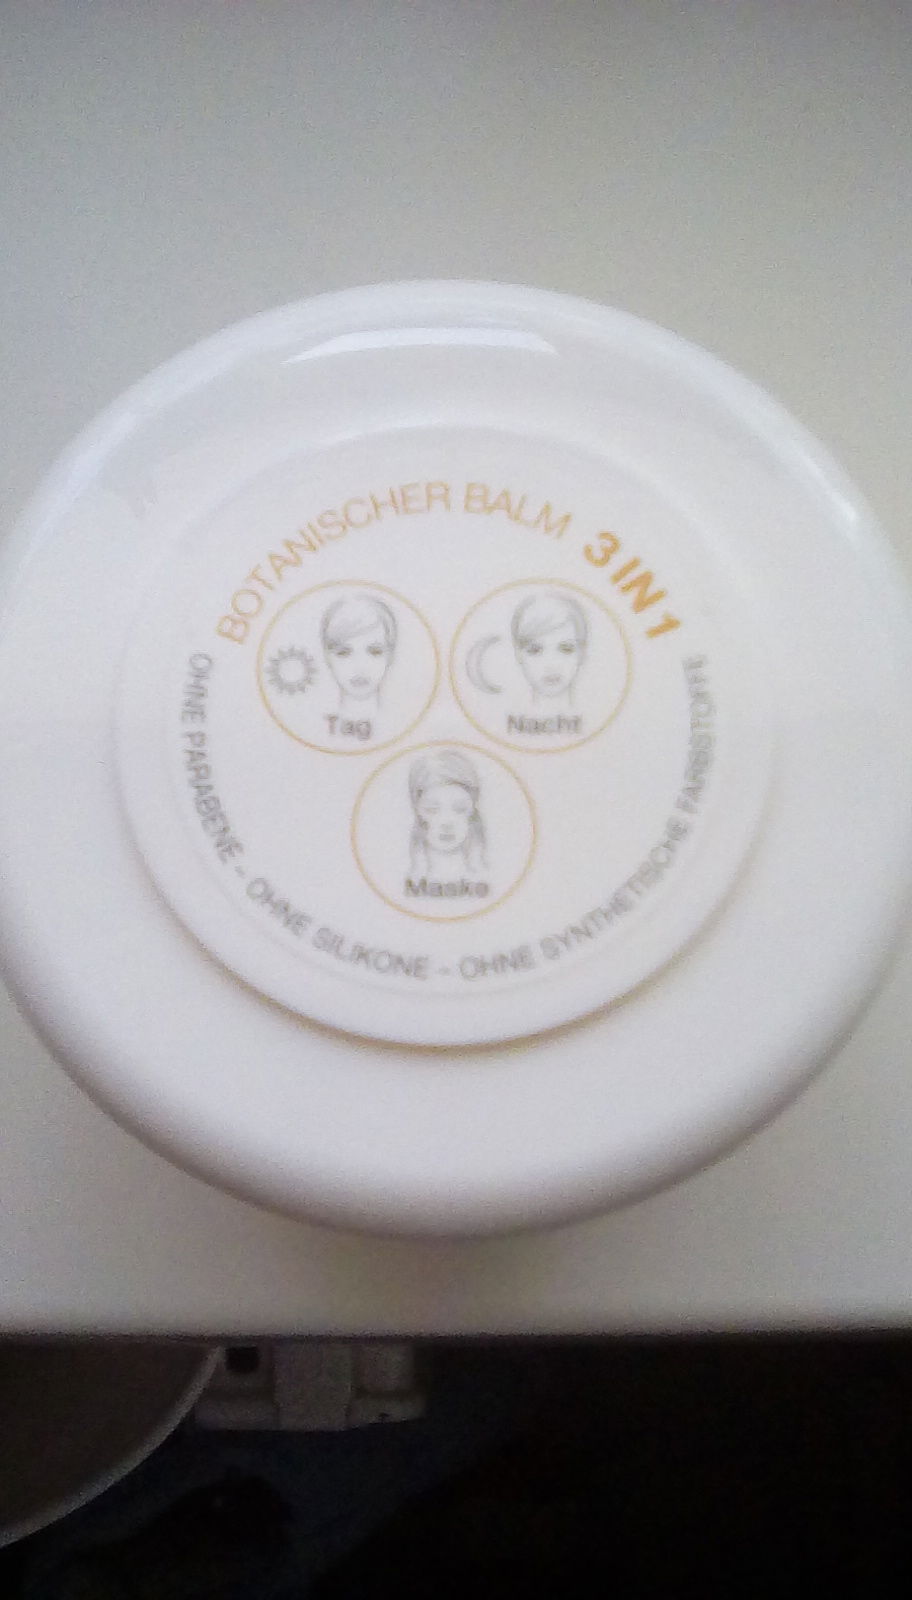 BOTANISCHER BALM 3 IN 1
Tag
Nacht
Maske
OHNE PARABENE - OHNE SILIKONE - OHNE SYNTHETISCHE FARBSTOFFE